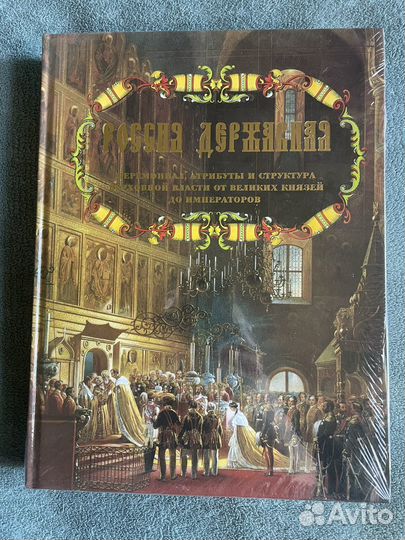 РОССИЯ ДЕРЖАВНАЯ
ЦЕРЕМОНИАЛ, АТРИБУТЫ И СТРУКТУРА
ВЕРХОВНОЙ ВЛАСТИ ОТ ВЕЛИКИХ КНЯЗЕЙ
ДО ИМПЕРАТОРОВ
Avito